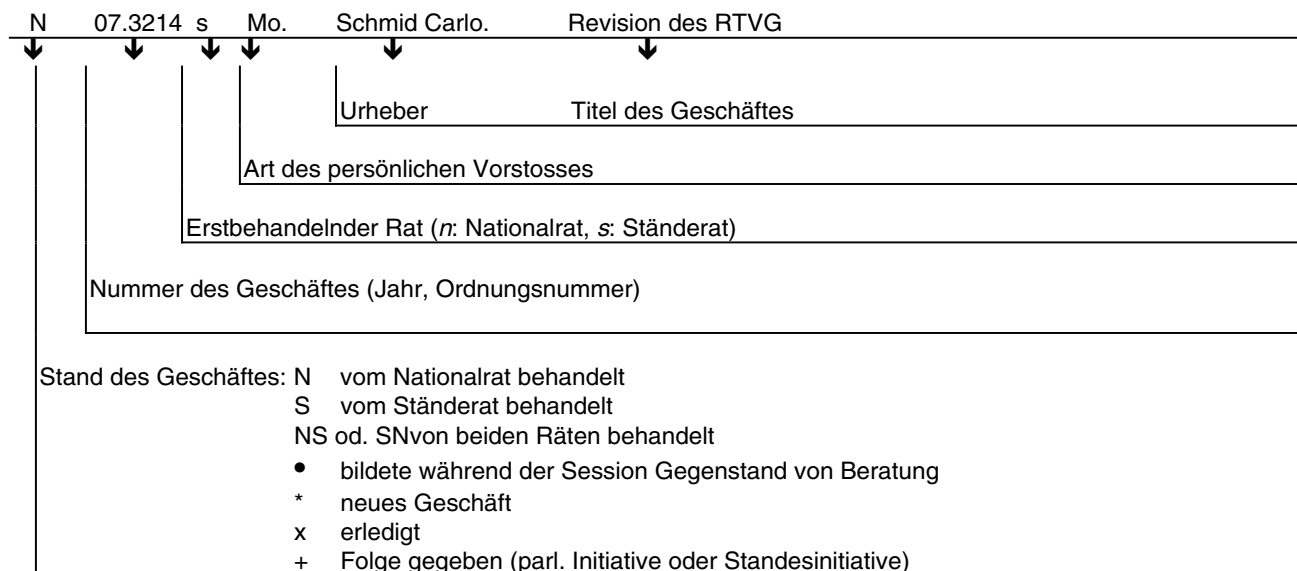 N 07.3214 s Mo. Schmid Carlo. Revision des RTVG
Urheber Titel des Geschäftes
Art des persönlichen Vorstosses
Erstbehandelnder Rat (n: Nationalrat, s: Ständerat)
Nummer des Geschäftes (Jahr, Ordnungsnummer)
Stand des Geschäftes: N vom Nationalrat behandelt
S vom Ständerat behandelt
NS od. SNvon beiden Räten behandelt
● bildete während der Session Gegenstand von Beratung
* neues Geschäft
x erledigt
+ Folge gegeben (parl. Initiative oder Standesinitiative)